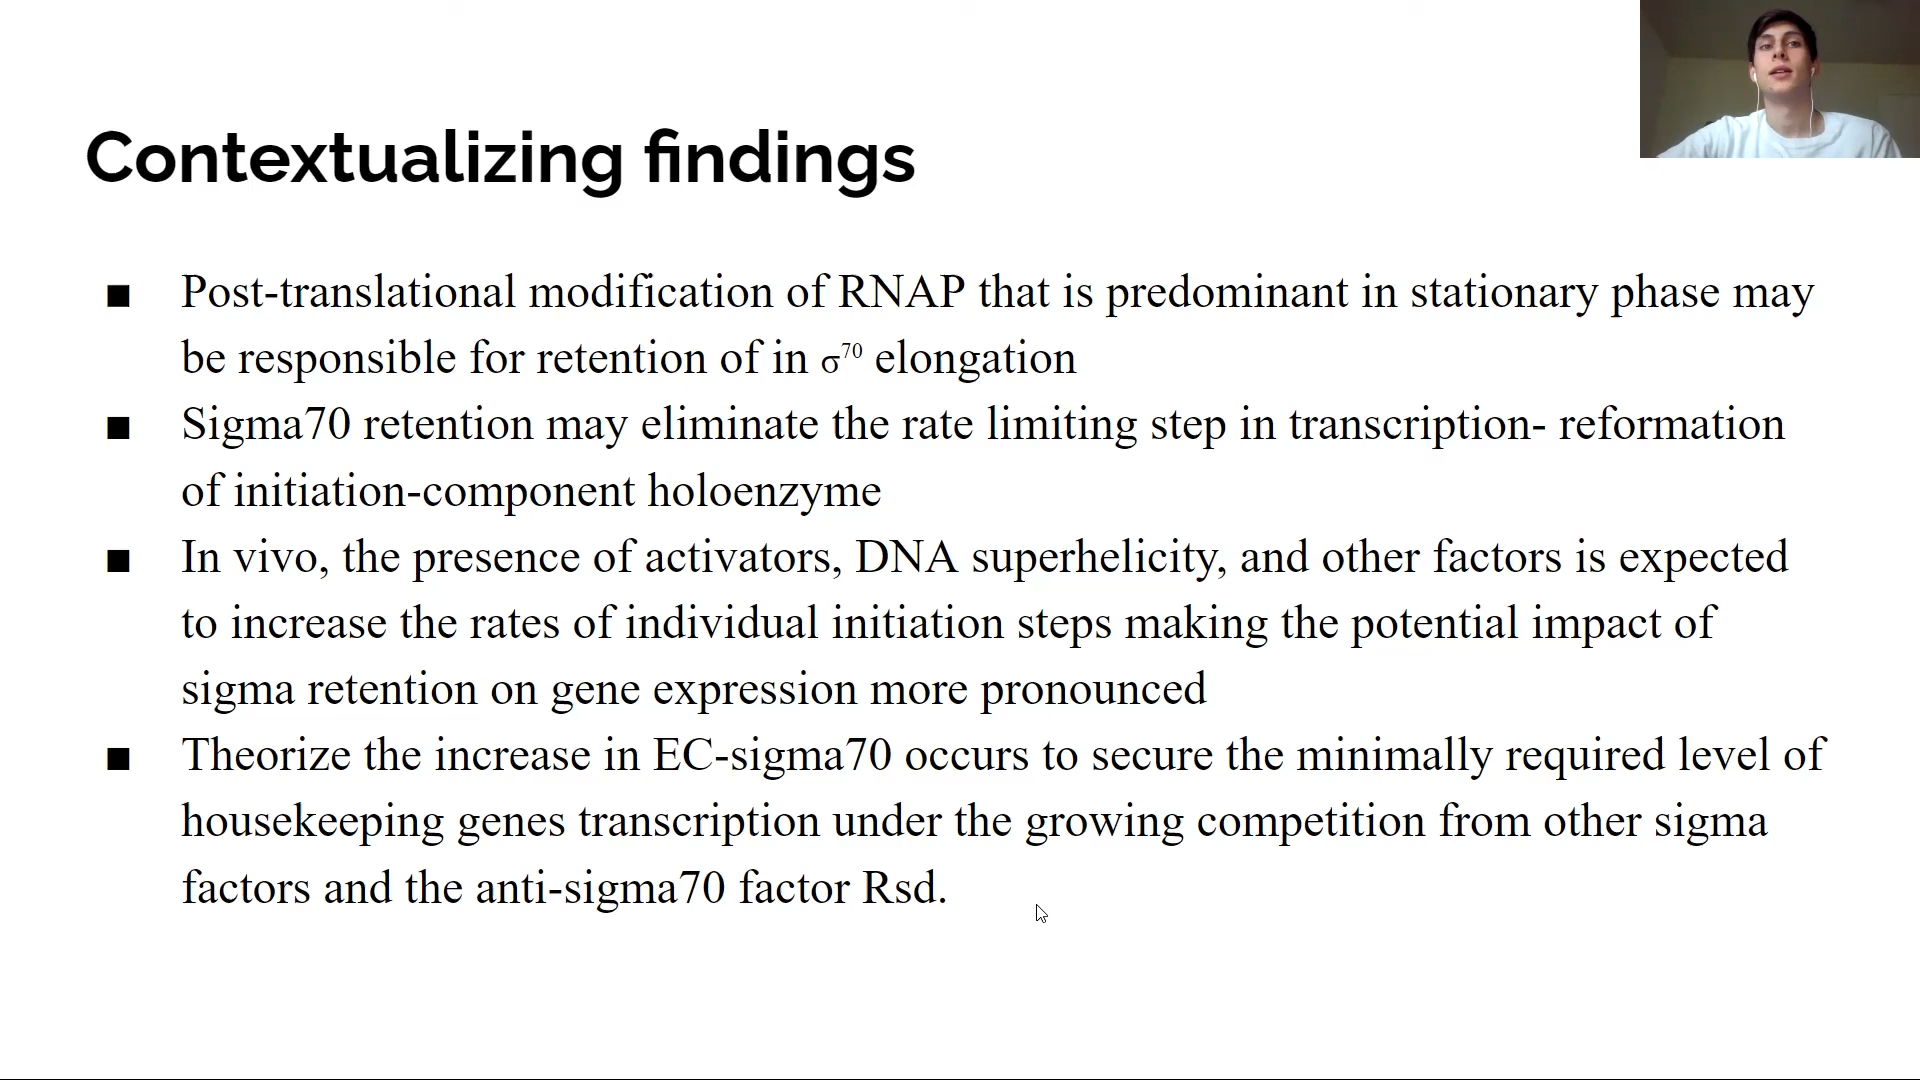 Contextualizing findings
■ Post-translational modification of RNAP that is predominant in stationary phase may
be responsible for retention of in σ⁷⁰ elongation
■ Sigma70 retention may eliminate the rate limiting step in transcription- reformation
of initiation-component holoenzyme
■ In vivo, the presence of activators, DNA superhelicity, and other factors is expected
to increase the rates of individual initiation steps making the potential impact of
sigma retention on gene expression more pronounced
■ Theorize the increase in EC-sigma70 occurs to secure the minimally required level of
housekeeping genes transcription under the growing competition from other sigma
factors and the anti-sigma70 factor Rsd.